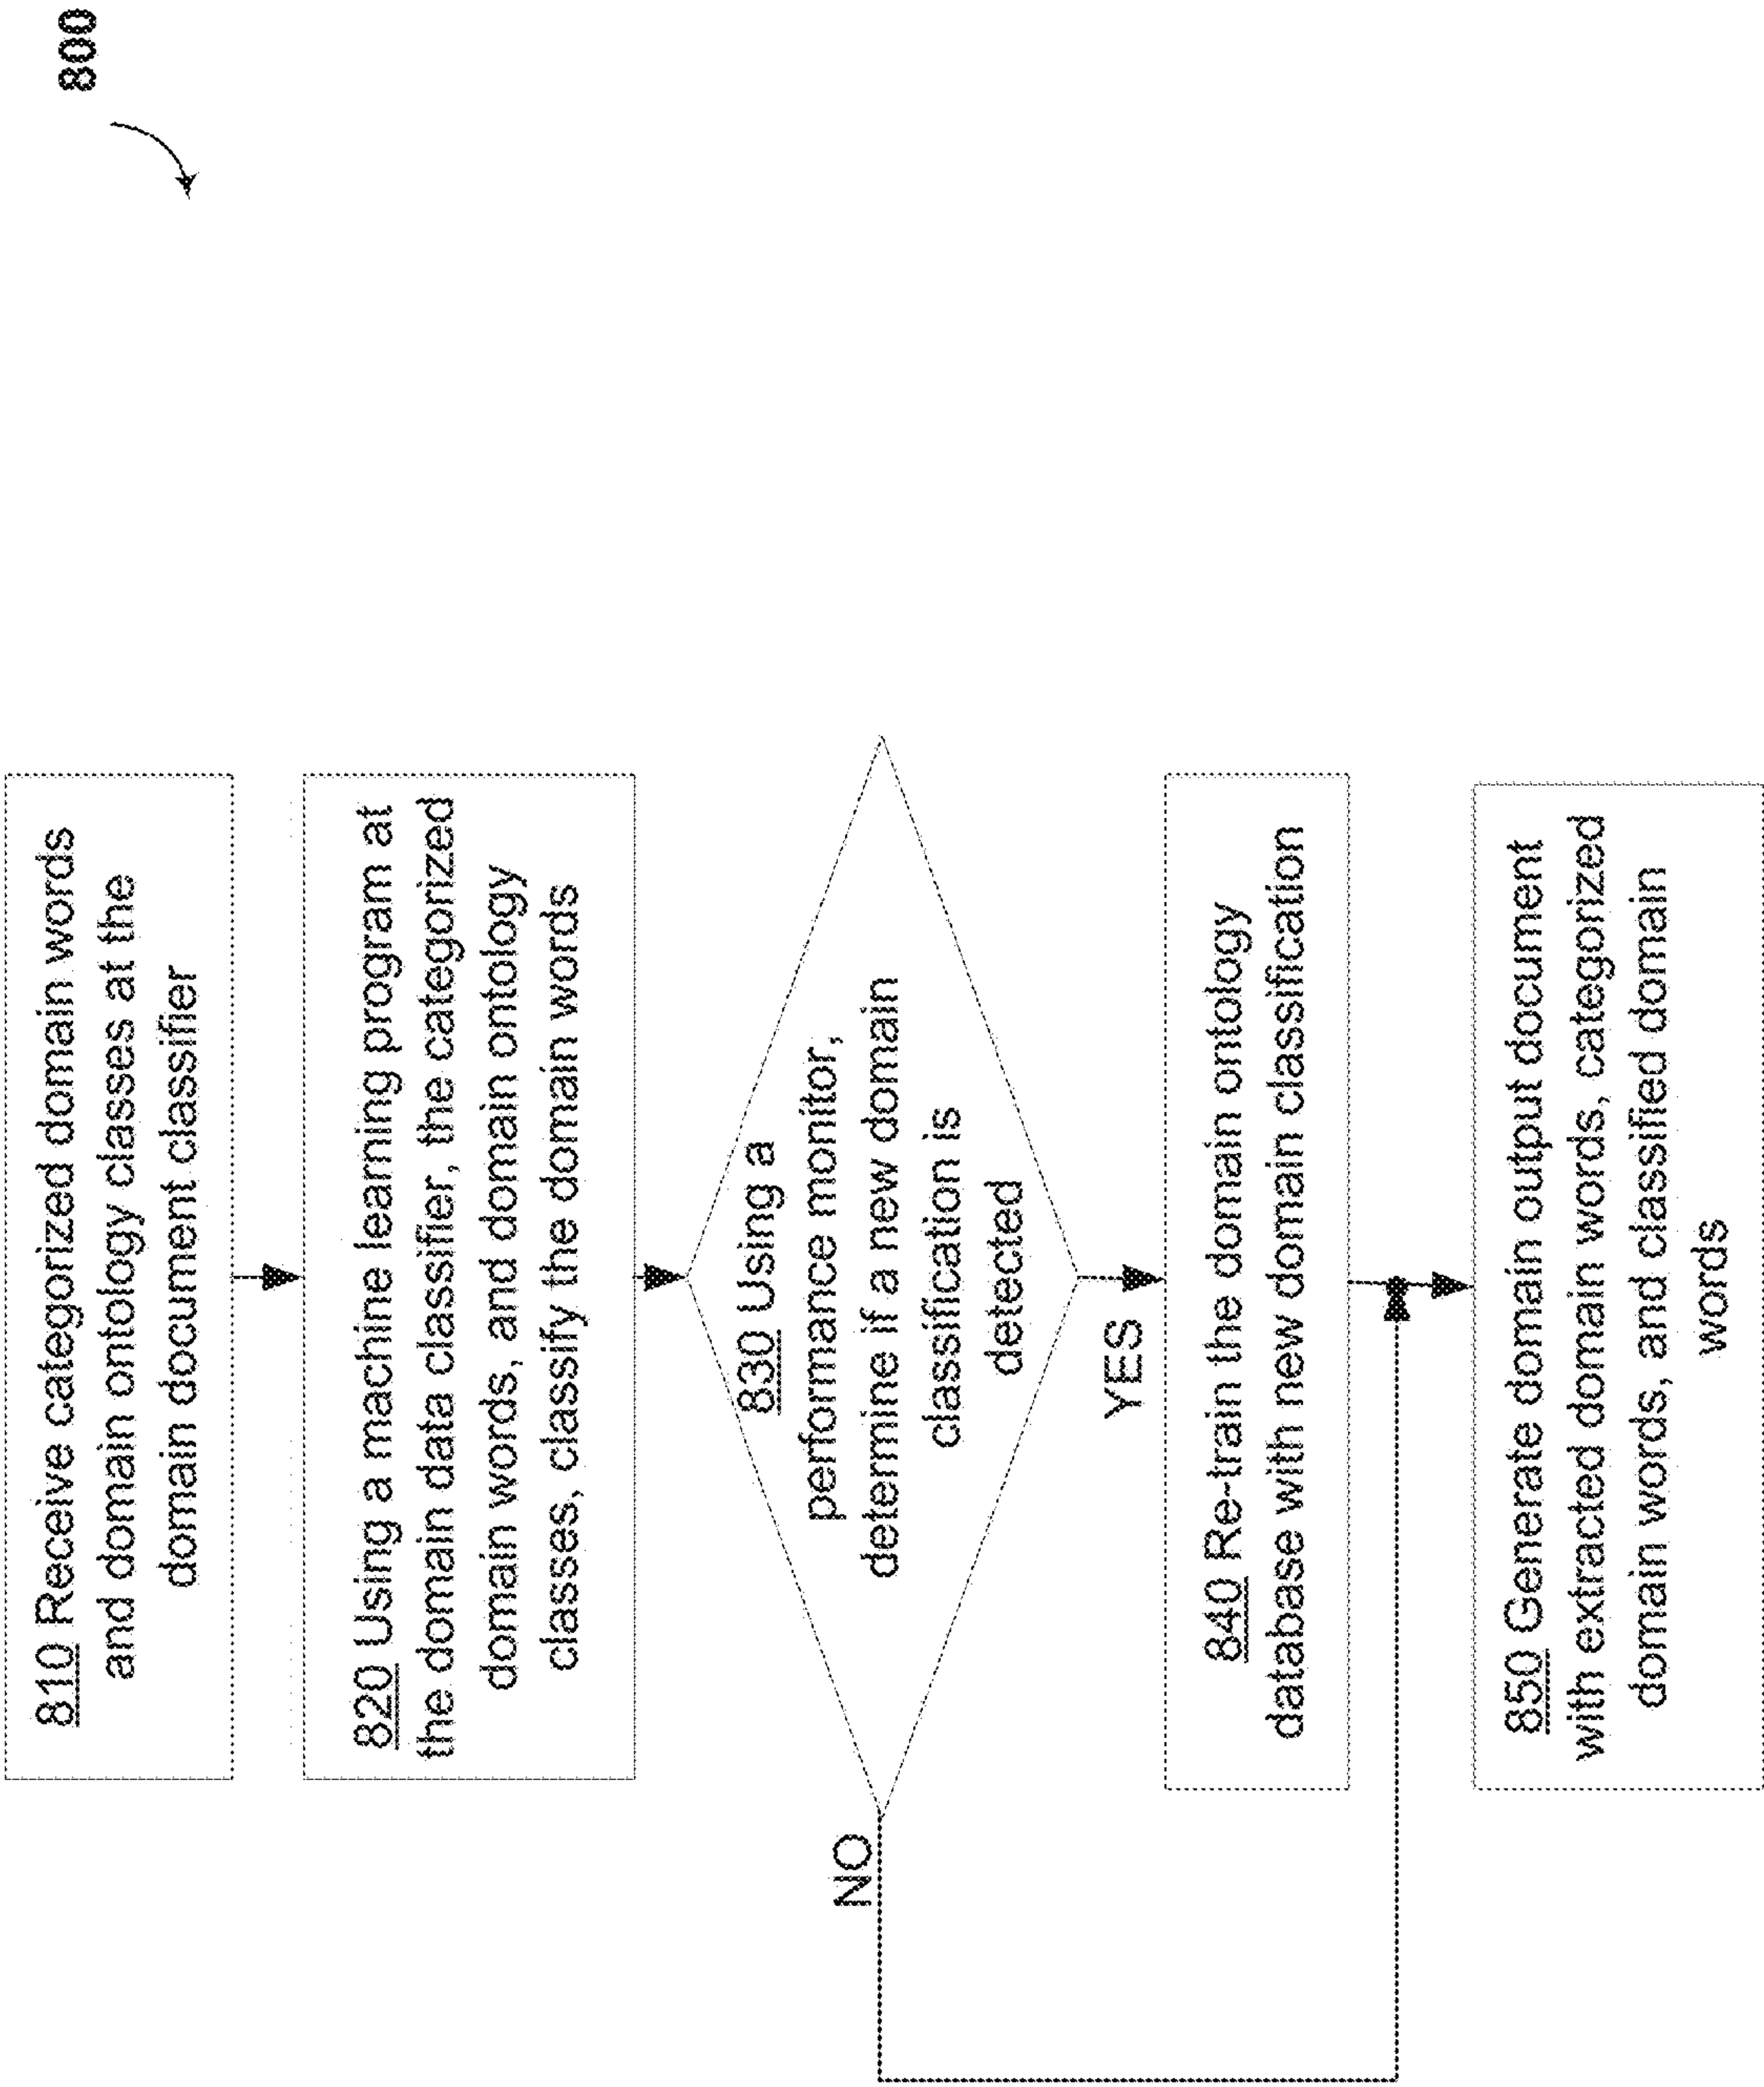 800
810 Receive categorized domain words
and domain ontology classes at the
domain document classifier
820 Using a machine learning program at
the domain data classifier, the categorized
domain words, and domain ontology
classes, classify the domain words
830 Using a
performance monitor,
determine if a new domain
classification is
detected
NO
YES
840 Re-train the domain ontology
database with new domain classification
850 Generate domain output document
with extracted domain words, categorized
domain words, and classified domain
words